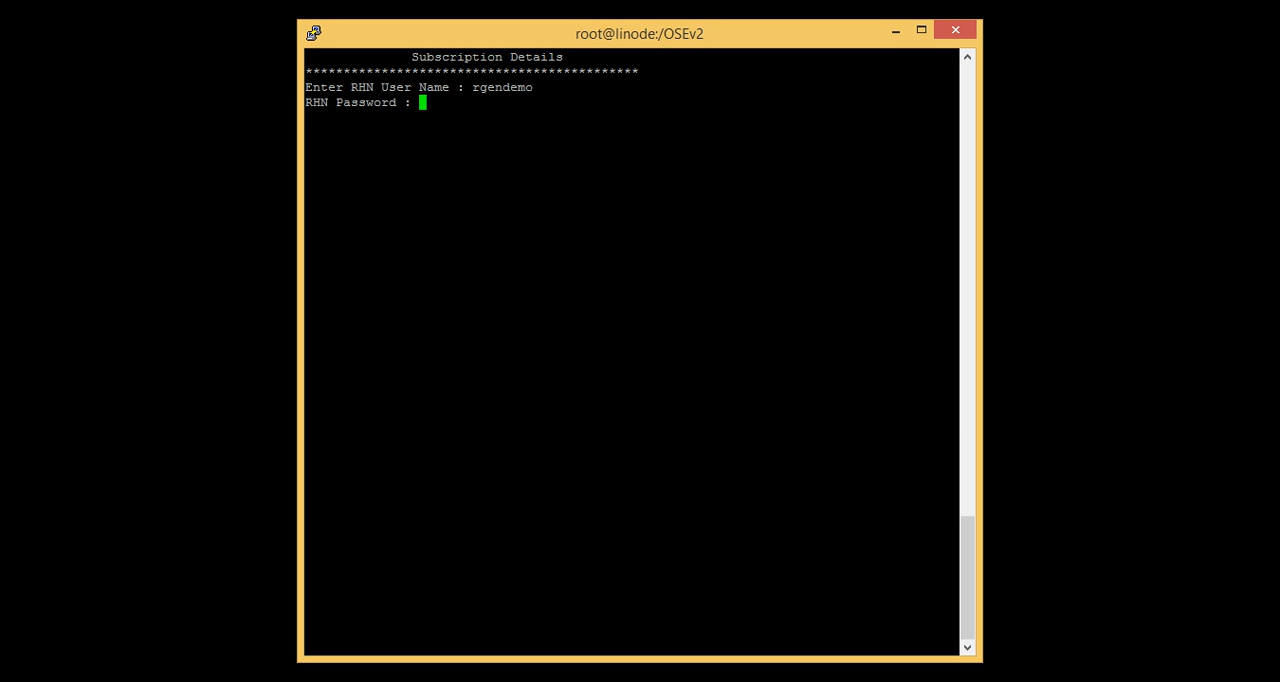 root@linode:/OSEv2
Subscription Details
********************************************
Enter RHN User Name : rgendemo
RHN Password :